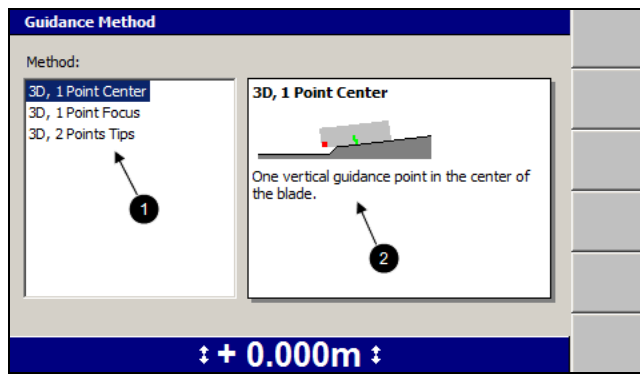 Guidance Method
Method:
3D, 1 Point Center
3D, 1 Point Focus
3D, 2 Points Tips
1
3D, 1 Point Center
One vertical guidance point in the center of
the blade.
2
↕ + 0.000m ↕